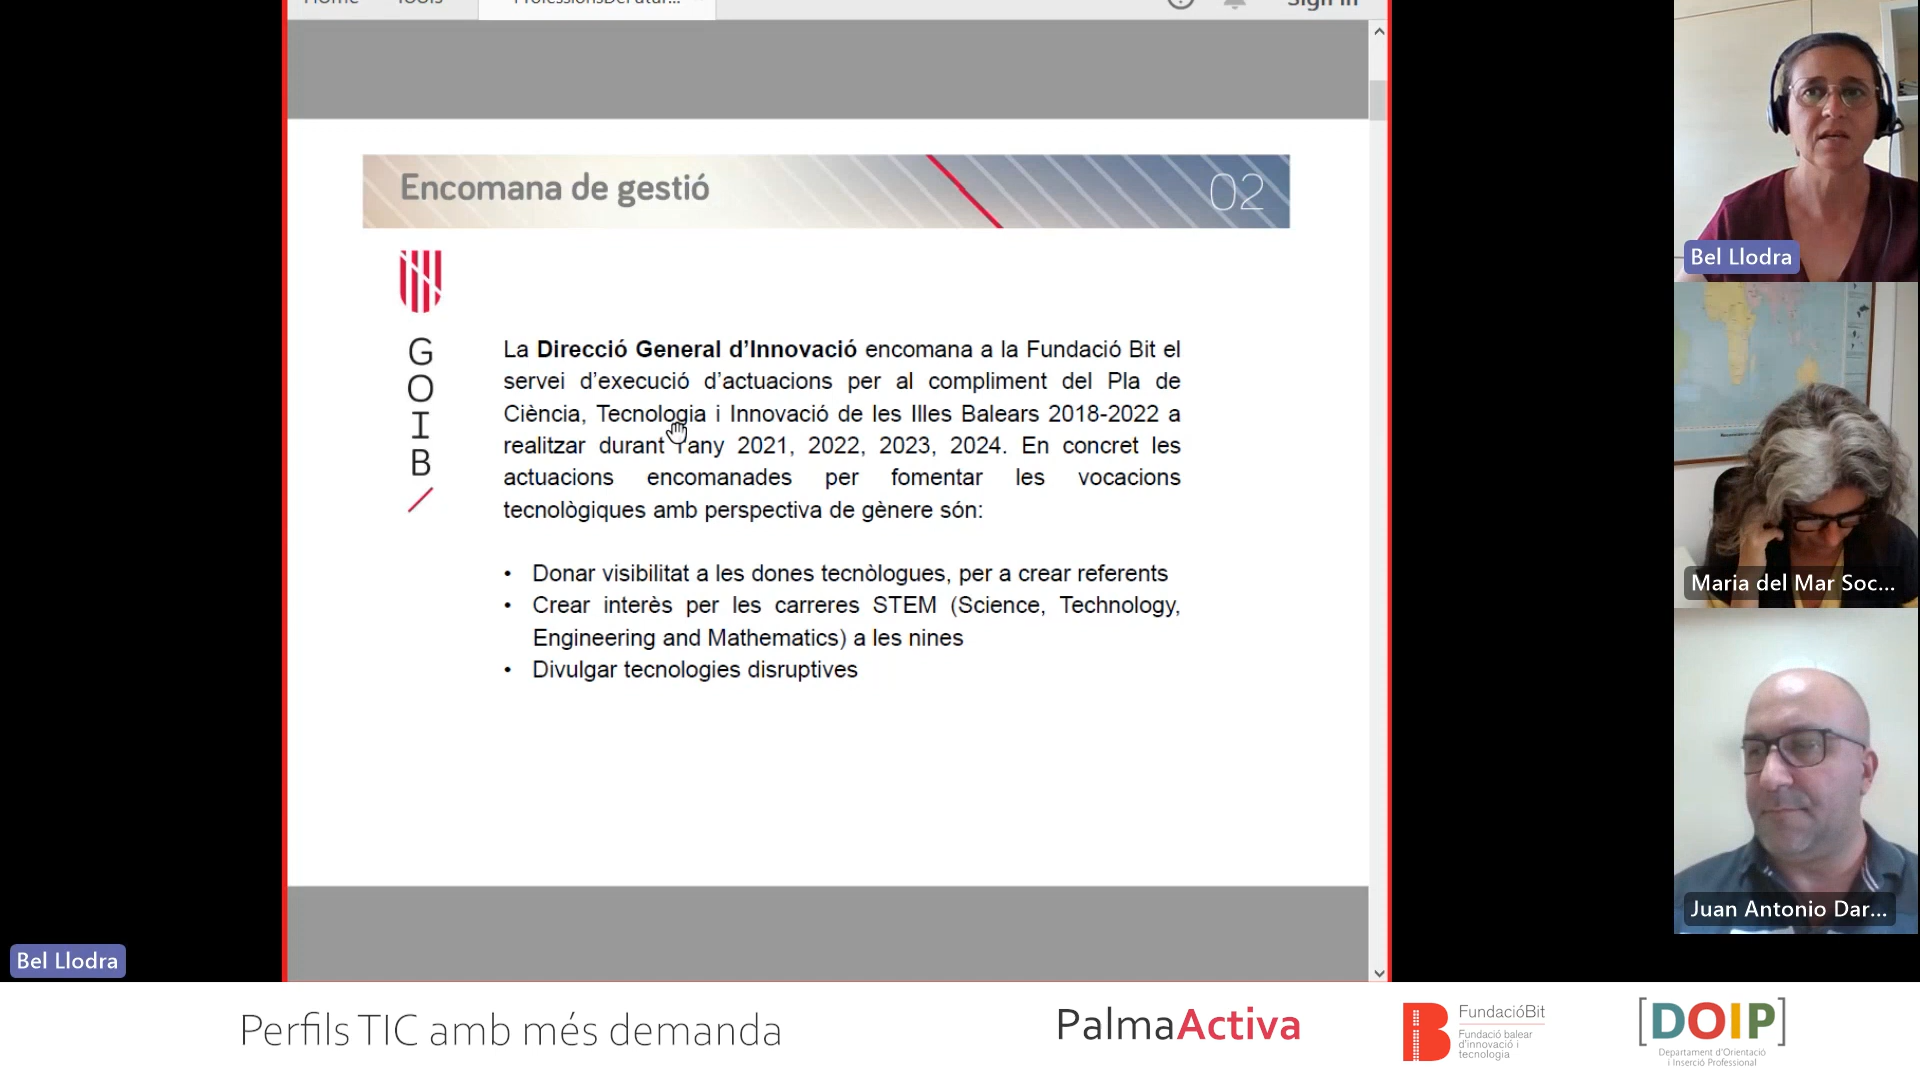 Home
Tools
ProfessionsDeFutur...
Sign In
Encomana de gestió
02
G
O
I
B
La Direcció General d'Innovació encomana a la Fundació Bit el
servei d'execució d'actuacions per al compliment del Pla de
Ciència, Tecnologia i Innovació de les Illes Balears 2018-2022 a
realitzar durant l'any 2021, 2022, 2023, 2024. En concret les
actuacions encomanades per fomentar les vocacions
tecnològiques amb perspectiva de gènere són:
• Donar visibilitat a les dones tecnòlogues, per a crear referents
• Crear interès per les carreres STEM (Science, Technology,
Engineering and Mathematics) a les nines
• Divulgar tecnologies disruptives
Bel Llodra
Maria del Mar Soc...
Juan Antonio Dar...
Bel Llodra
Perfils TIC amb més demanda
PalmaActiva
FundacióBit
Fundació balear
d'innovació i
tecnologia
[DOIP]
Departament d'Orientació
i Inserció Professional